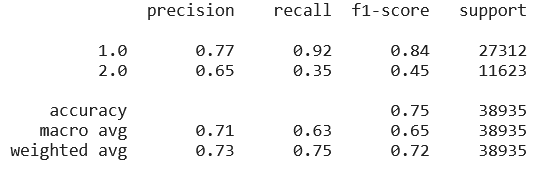 precision recall f1-score support
1.0 0.77 0.92 0.84 27312
2.0 0.65 0.35 0.45 11623
accuracy 0.75 38935
macro avg 0.71 0.63 0.65 38935
weighted avg 0.73 0.75 0.72 38935